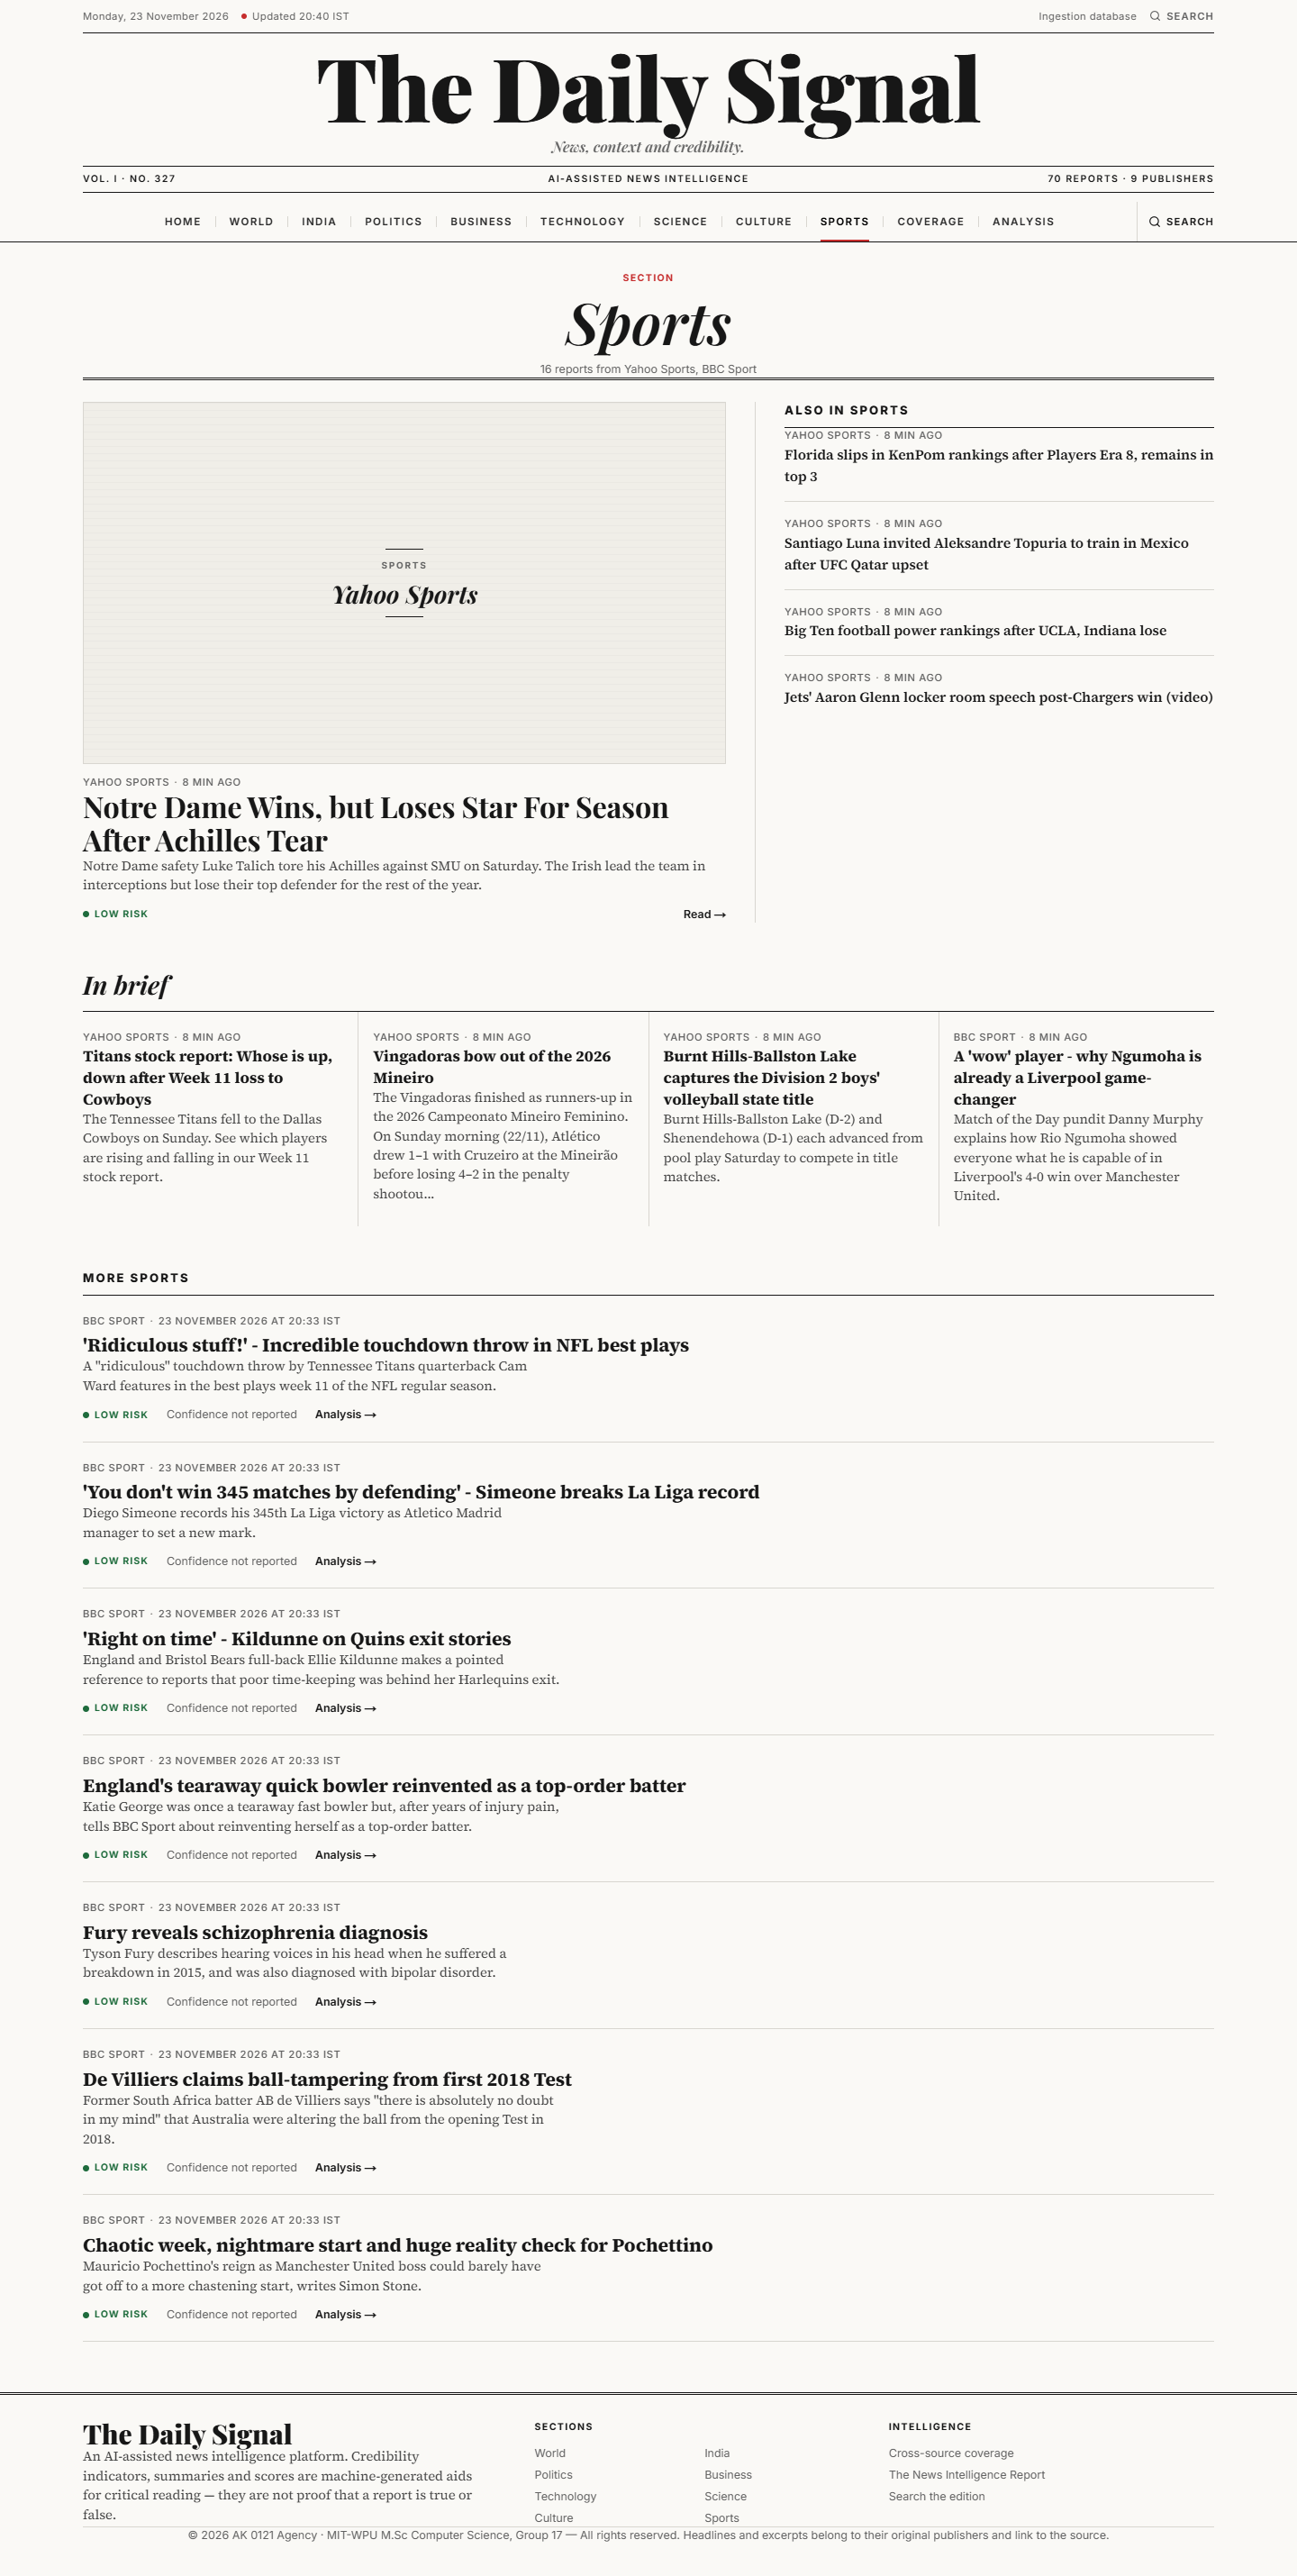 Monday, 23 November 2026 Updated 20:40 IST Ingestion database SEARCH
The Daily Signal
News, context and credibility.
VOL. I · NO. 327 AI-ASSISTED NEWS INTELLIGENCE 70 REPORTS · 9 PUBLISHERS
HOME WORLD INDIA POLITICS BUSINESS TECHNOLOGY SCIENCE CULTURE SPORTS COVERAGE ANALYSIS SEARCH
SECTION
Sports
16 reports from Yahoo Sports, BBC Sport
SPORTS
Yahoo Sports
YAHOO SPORTS · 8 MIN AGO
Notre Dame Wins, but Loses Star For Season
After Achilles Tear
Notre Dame safety Luke Talich tore his Achilles against SMU on Saturday. The Irish lead the team in
interceptions but lose their top defender for the rest of the year.
LOW RISK Read →
ALSO IN SPORTS
YAHOO SPORTS · 8 MIN AGO
Florida slips in KenPom rankings after Players Era 8, remains in
top 3
YAHOO SPORTS · 8 MIN AGO
Santiago Luna invited Aleksandre Topuria to train in Mexico
after UFC Qatar upset
YAHOO SPORTS · 8 MIN AGO
Big Ten football power rankings after UCLA, Indiana lose
YAHOO SPORTS · 8 MIN AGO
Jets' Aaron Glenn locker room speech post-Chargers win (video)
In brief
YAHOO SPORTS · 8 MIN AGO
Titans stock report: Whose is up,
down after Week 11 loss to
Cowboys
The Tennessee Titans fell to the Dallas
Cowboys on Sunday. See which players
are rising and falling in our Week 11
stock report.
YAHOO SPORTS · 8 MIN AGO
Vingadoras bow out of the 2026
Mineiro
The Vingadoras finished as runners-up in
the 2026 Campeonato Mineiro Feminino.
On Sunday morning (22/11), Atlético
drew 1–1 with Cruzeiro at the Mineirão
before losing 4–2 in the penalty
shootou...
YAHOO SPORTS · 8 MIN AGO
Burnt Hills-Ballston Lake
captures the Division 2 boys'
volleyball state title
Burnt Hills-Ballston Lake (D-2) and
Shenendehowa (D-1) each advanced from
pool play Saturday to compete in title
matches.
BBC SPORT · 8 MIN AGO
A 'wow' player - why Ngumoha is
already a Liverpool game-
changer
Match of the Day pundit Danny Murphy
explains how Rio Ngumoha showed
everyone what he is capable of in
Liverpool's 4-0 win over Manchester
United.
MORE SPORTS
BBC SPORT · 23 NOVEMBER 2026 AT 20:33 IST
'Ridiculous stuff!' - Incredible touchdown throw in NFL best plays
A "ridiculous" touchdown throw by Tennessee Titans quarterback Cam
Ward features in the best plays week 11 of the NFL regular season.
LOW RISK Confidence not reported Analysis →
BBC SPORT · 23 NOVEMBER 2026 AT 20:33 IST
'You don't win 345 matches by defending' - Simeone breaks La Liga record
Diego Simeone records his 345th La Liga victory as Atletico Madrid
manager to set a new mark.
LOW RISK Confidence not reported Analysis →
BBC SPORT · 23 NOVEMBER 2026 AT 20:33 IST
'Right on time' - Kildunne on Quins exit stories
England and Bristol Bears full-back Ellie Kildunne makes a pointed
reference to reports that poor time-keeping was behind her Harlequins exit.
LOW RISK Confidence not reported Analysis →
BBC SPORT · 23 NOVEMBER 2026 AT 20:33 IST
England's tearaway quick bowler reinvented as a top-order batter
Katie George was once a tearaway fast bowler but, after years of injury pain,
tells BBC Sport about reinventing herself as a top-order batter.
LOW RISK Confidence not reported Analysis →
BBC SPORT · 23 NOVEMBER 2026 AT 20:33 IST
Fury reveals schizophrenia diagnosis
Tyson Fury describes hearing voices in his head when he suffered a
breakdown in 2015, and was also diagnosed with bipolar disorder.
LOW RISK Confidence not reported Analysis →
BBC SPORT · 23 NOVEMBER 2026 AT 20:33 IST
De Villiers claims ball-tampering from first 2018 Test
Former South Africa batter AB de Villiers says "there is absolutely no doubt
in my mind" that Australia were altering the ball from the opening Test in
2018.
LOW RISK Confidence not reported Analysis →
BBC SPORT · 23 NOVEMBER 2026 AT 20:33 IST
Chaotic week, nightmare start and huge reality check for Pochettino
Mauricio Pochettino's reign as Manchester United boss could barely have
got off to a more chastening start, writes Simon Stone.
LOW RISK Confidence not reported Analysis →
The Daily Signal
An AI-assisted news intelligence platform. Credibility
indicators, summaries and scores are machine-generated aids
for critical reading — they are not proof that a report is true or
false.
SECTIONS
World India
Politics Business
Technology Science
Culture Sports
INTELLIGENCE
Cross-source coverage
The News Intelligence Report
Search the edition
© 2026 AK 0121 Agency · MIT-WPU M.Sc Computer Science, Group 17 — All rights reserved. Headlines and excerpts belong to their original publishers and link to the source.